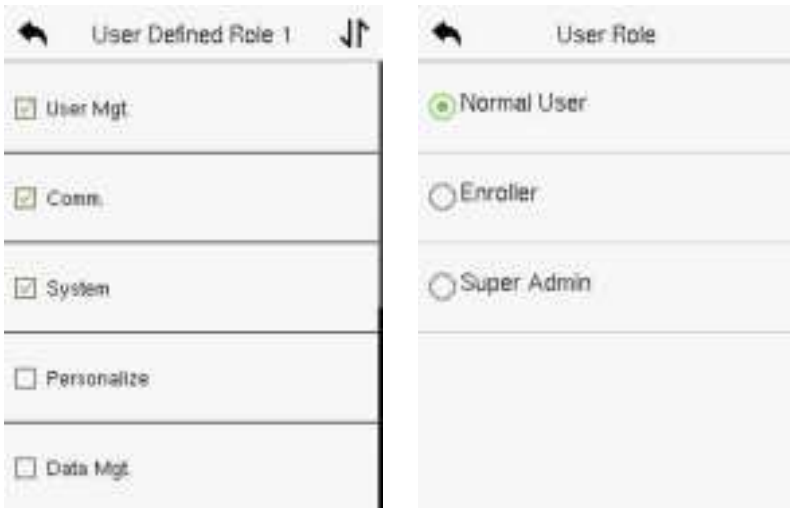 User Defined Role 1
User Mgt.
Comm.
System
Personalize
Data Mgt.
User Role
Normal User
Enroller
Super Admin